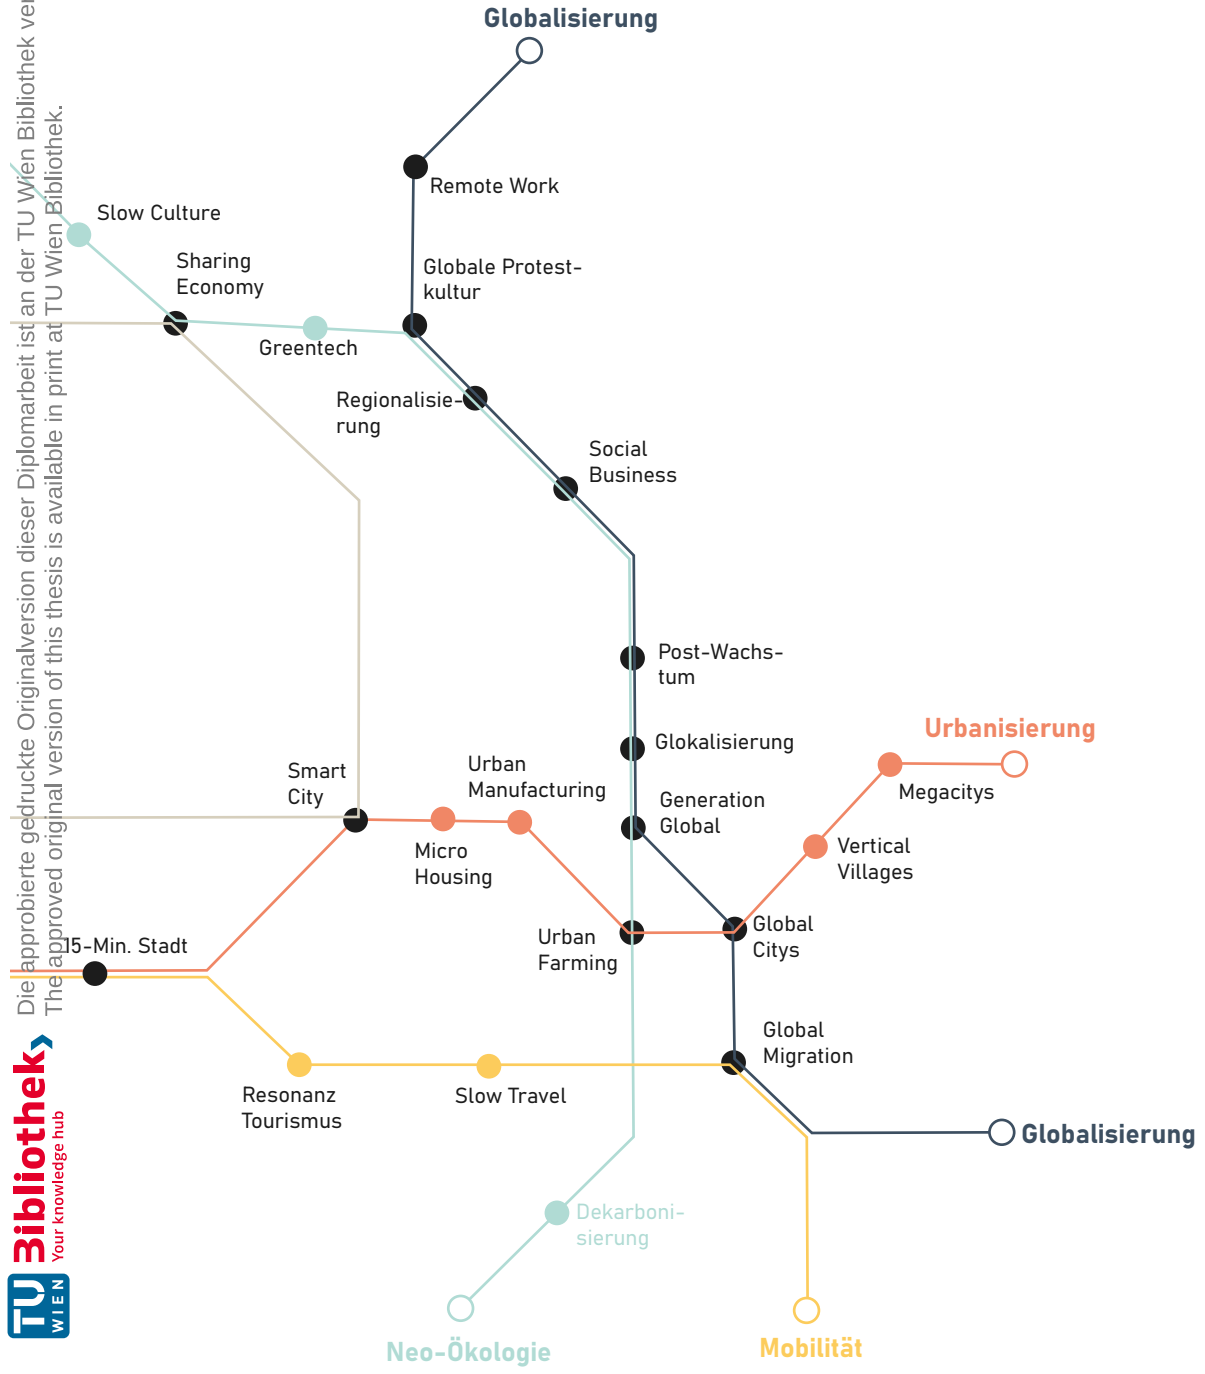 Globalisierung
Remote Work
Slow Culture
Sharing
Economy
Globale Protest-
kultur
Greentech
Regionalisie-
rung
Social
Business
Post-Wachs-
tum
Urbanisierung
Glokalisierung
Megacitys
Smart
City
Urban
Manufacturing
Generation
Global
Micro
Housing
Vertical
Villages
15-Min. Stadt
Urban
Farming
Global
Citys
Global
Migration
Resonanz
Tourismus
Slow Travel
Globalisierung
Dekarboni-
sierung
Neo-Ökologie
Mobilität
Die approbierte gedruckte Originalversion dieser Diplomarbeit ist an der TU Wien Bibliothek
The approved original version of this thesis is available in print at TU Wien Bibliothek.
Bibliothek
Your knowledge hub
TU
WIEN